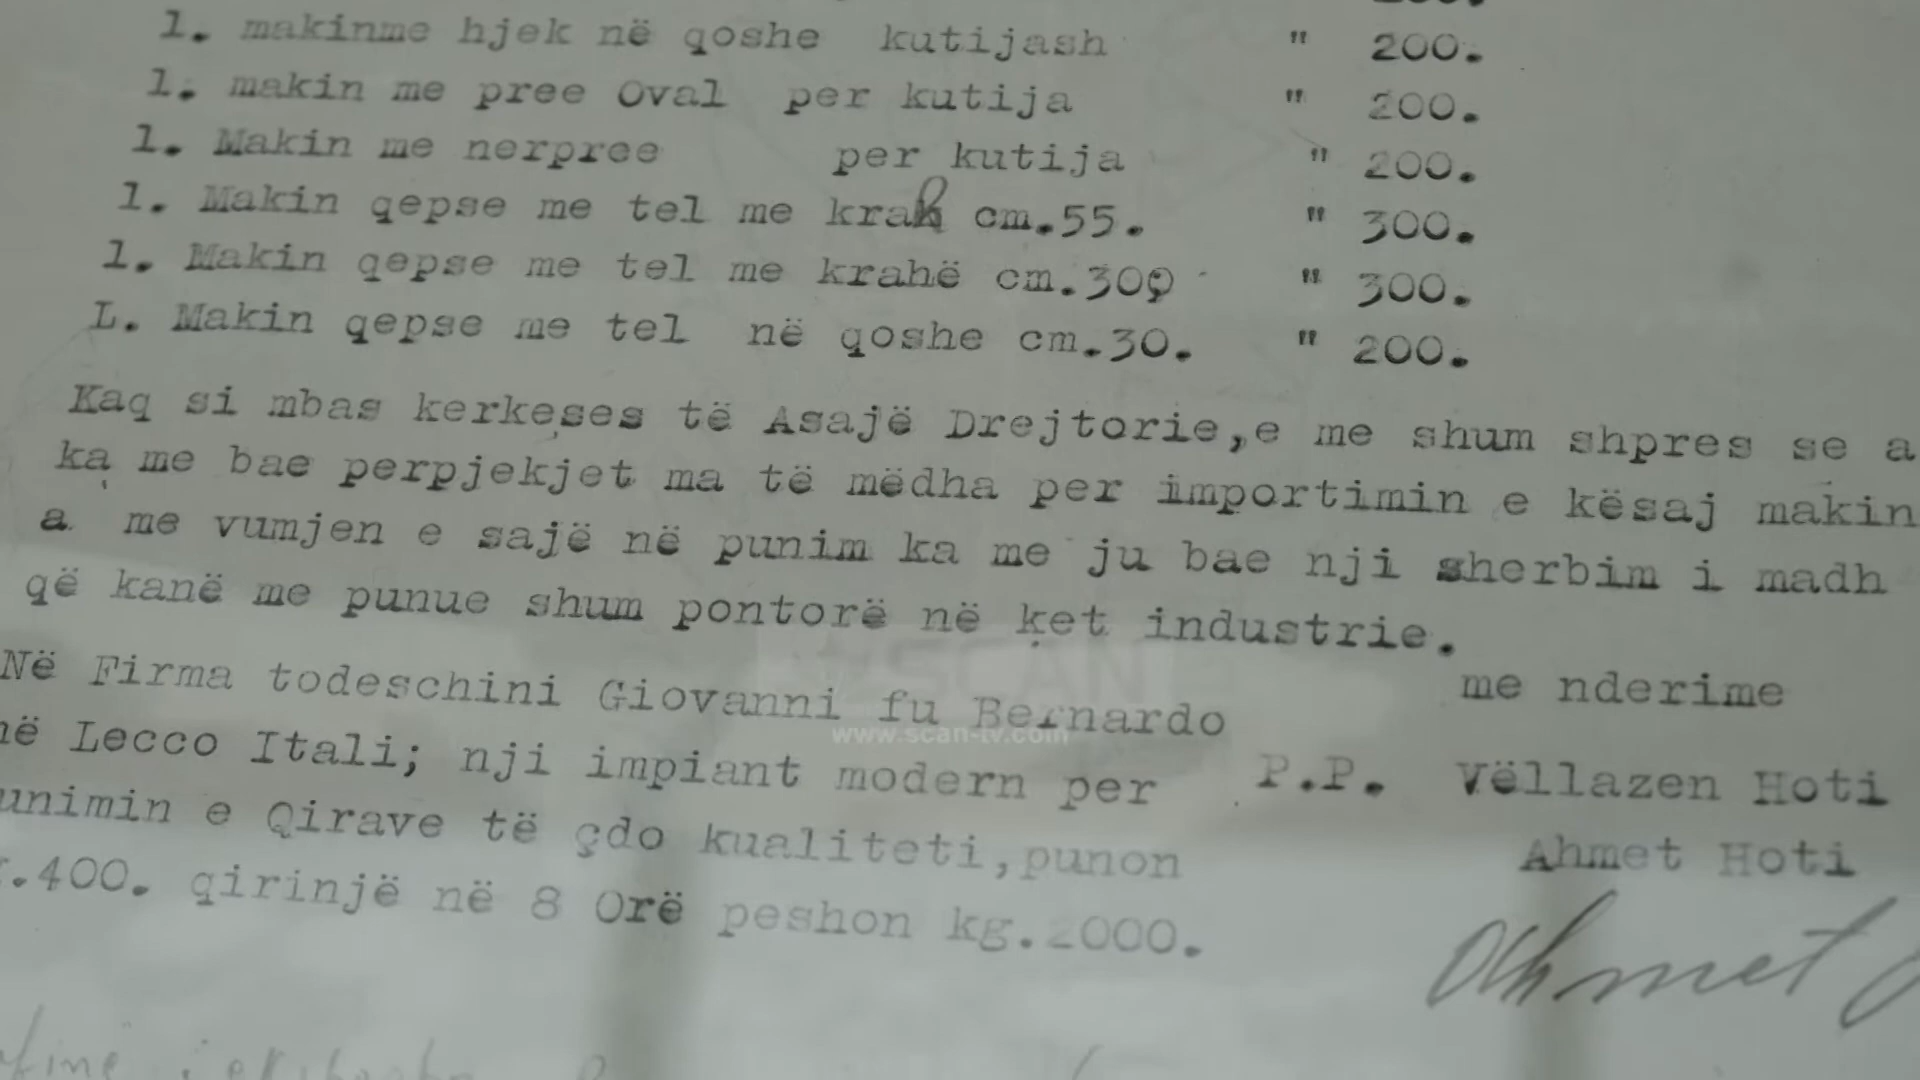 1. makinme hjek në qoshe kutijash " 200.
1. makin me pree Oval per kutija " 200.
1. Makin me nerpree per kutija " 200.
1. Makin qepse me tel me krah cm.55. " 300.
1. Makin qepse me tel me krahë cm.300 " 300.
L. Makin qepse me tel në qoshe cm.30. " 200.
Kaq si mbas kerkeses të Asajë Drejtorie,e me shum shpres se a
ka me bae perpjekjet ma të mëdha per importimin e kësaj makin
a me vumjen e sajë në punim ka me ju bae nji sherbim i madh
që kanë me punue shum pontorë në ket industrie.
me nderime
Në Firma todeschini Giovanni fu Bernardo
në Lecco Itali; nji impiant modern per
unimin e Qirave të çdo kualiteti,punon
.400. qirinjë në 8 Orë peshon kg.2000.
P.P. Vëllazen Hoti
Ahmet Hoti
Ahmet
SCAN
www.scan-tv.com